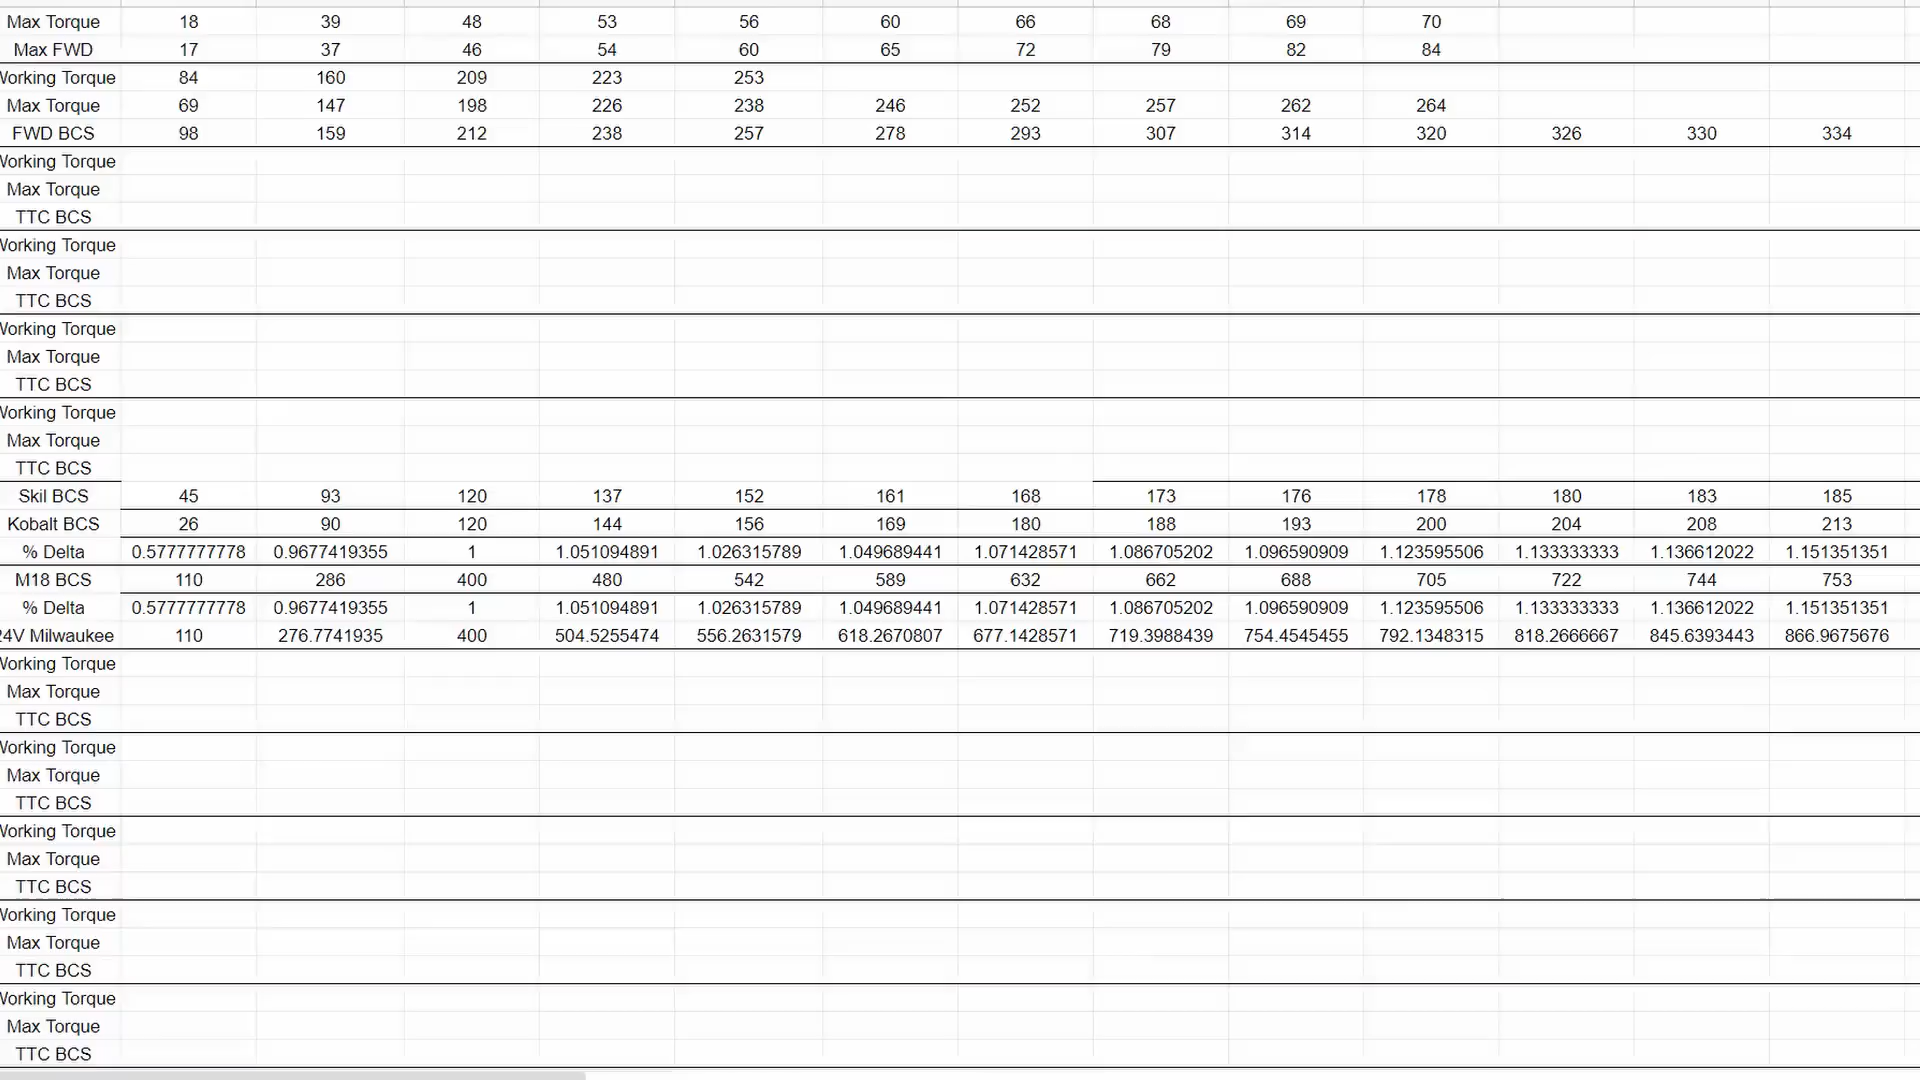 Max Torque 18 39 48 53 56 60 66 68 69 70
Max FWD 17 37 46 54 60 65 72 79 82 84
Working Torque 84 160 209 223 253
Max Torque 69 147 198 226 238 246 252 257 262 264
FWD BCS 98 159 212 238 257 278 293 307 314 320 326 330 334
Working Torque
Max Torque
TTC BCS
Working Torque
Max Torque
TTC BCS
Working Torque
Max Torque
TTC BCS
Working Torque
Max Torque
TTC BCS
Skil BCS 45 93 120 137 152 161 168 173 176 178 180 183 185
Kobalt BCS 26 90 120 144 156 169 180 188 193 200 204 208 213
% Delta 0.5777777778 0.9677419355 1 1.051094891 1.026315789 1.049689441 1.071428571 1.086705202 1.096590909 1.123595506 1.133333333 1.136612022 1.151351351
M18 BCS 110 286 400 480 542 589 632 662 688 705 722 744 753
% Delta 0.5777777778 0.9677419355 1 1.051094891 1.026315789 1.049689441 1.071428571 1.086705202 1.096590909 1.123595506 1.133333333 1.136612022 1.151351351
24V Milwaukee 110 276.7741935 400 504.5255474 556.2631579 618.2670807 677.1428571 719.3988439 754.4545455 792.1348315 818.2666667 845.6393443 866.9675676
Working Torque
Max Torque
TTC BCS
Working Torque
Max Torque
TTC BCS
Working Torque
Max Torque
TTC BCS
Working Torque
Max Torque
TTC BCS
Working Torque
Max Torque
TTC BCS